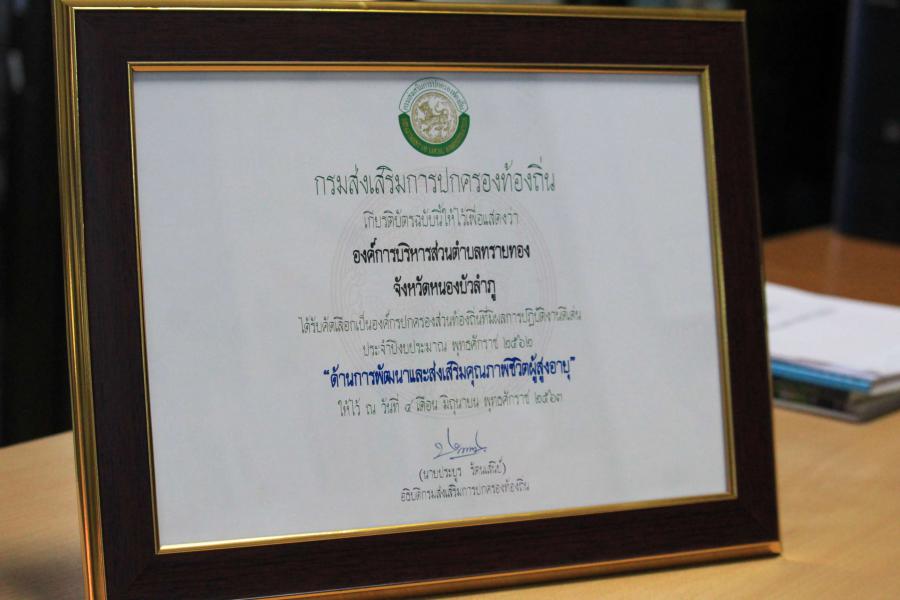 กรมส่งเสริมการปกครองท้องถิ่น
เกียรติบัตรฉบับนี้ให้ไว้เพื่อแสดงว่า
องค์การบริหารส่วนตำบลทรายทอง
จังหวัดหนองบัวลำภู
ได้รับคัดเลือกเป็นองค์กรปกครองส่วนท้องถิ่นที่มีผลการปฏิบัติงานดีเด่น
ประจำปีงบประมาณ พุทธศักราช ๒๕๖๒
“ด้านการพัฒนาและส่งเสริมคุณภาพชีวิตผู้สูงอายุ”
ให้ไว้ ณ วันที่ ๔ เดือน มิถุนายน พุทธศักราช ๒๕๖๓
(นายประยูร รัตนเสนีย์)
อธิบดีกรมส่งเสริมการปกครองท้องถิ่น